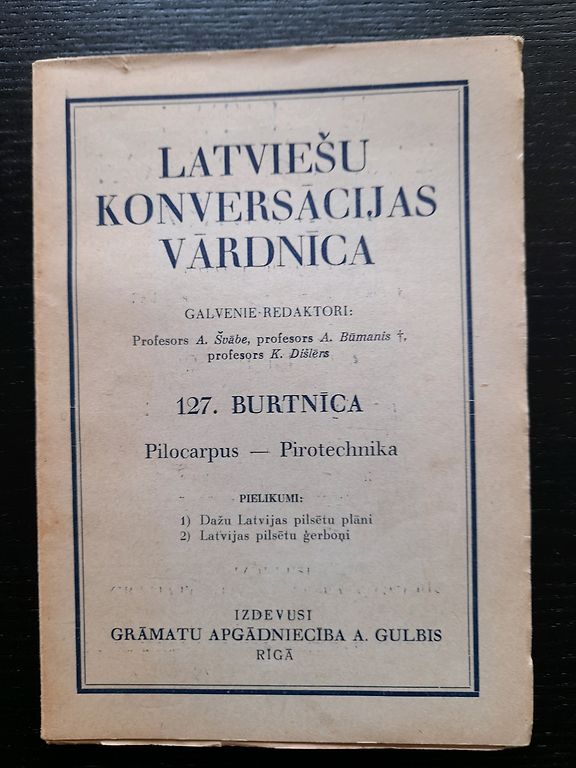 LATVIEŠU
KONVERSĀCIJAS
VĀRDNĪCA
GALVENIE REDAKTORI:
Profesors A. Švābe, profesors A. Būmanis †,
profesors K. Dišlērs
127. BURTNĪCA
Pilocarpus — Pirotechnika
PIELIKUMI:
1) Dažu Latvijas pilsētu plāni
2) Latvijas pilsētu ģerboņi
IZDEVUSI
GRĀMATU APGĀDNIECĪBA A. GULBIS
RĪGĀ